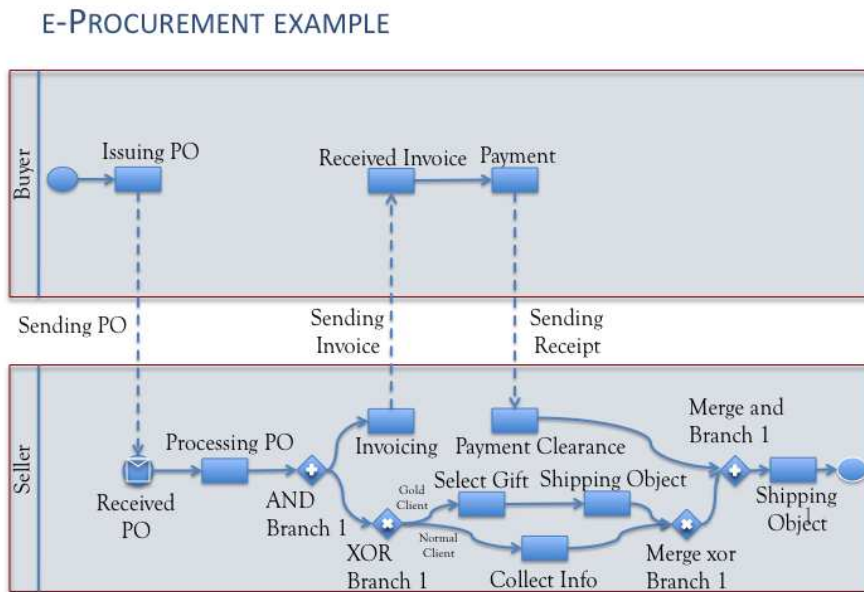 E-PROCUREMENT EXAMPLE
Buyer
Issuing PO
Received Invoice
Payment
Sending PO
Sending
Invoice
Sending
Receipt
Seller
Received
PO
Processing PO
AND
Branch 1
Invoicing
Payment Clearance
Merge and
Branch 1
XOR
Branch 1
Gold
Client
Select Gift
Shipping Object
Normal
Client
Collect Info
Merge xor
Branch 1
Shipping
Object
1